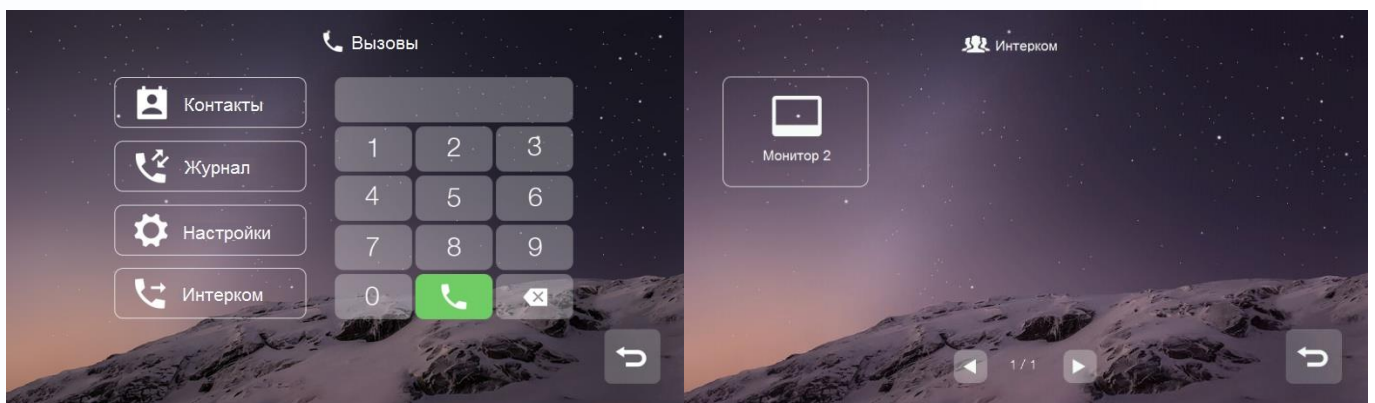 Вызовы
Контакты
Журнал
Настройки
Интерком
1 2 3
4 5 6
7 8 9
0
Интерком
Монитор 2
1 / 1